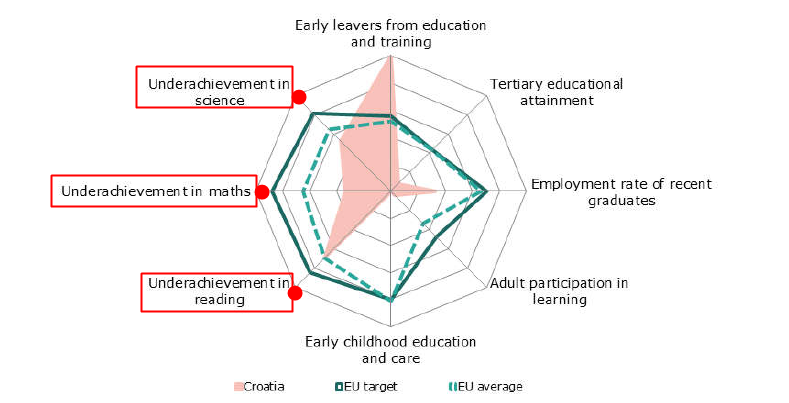 Early leavers from education
and training
Underachievement in
science
Tertiary educational
attainment
Underachievement in maths
Employment rate of recent
graduates
Underachievement in
reading
Adult participation in
learning
Early childhood education
and care
Croatia
EU target
EU average